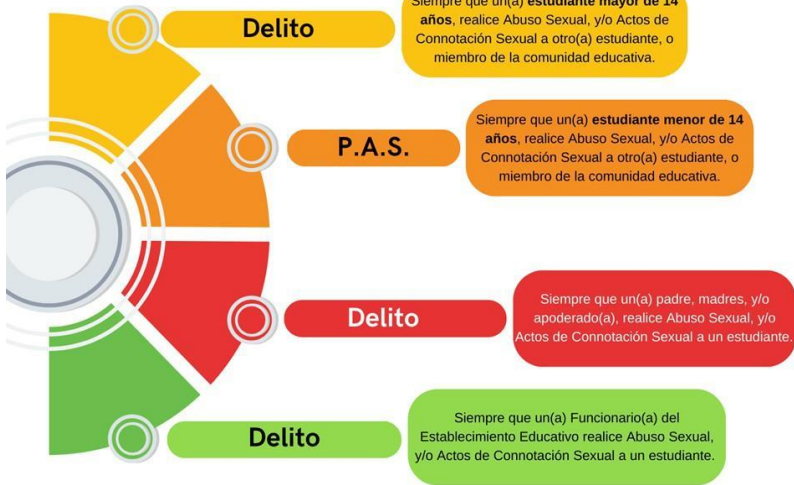 Delito
Siempre que un(a) estudiante mayor de 14
años, realice Abuso Sexual, y/o Actos de
Connotación Sexual a otro(a) estudiante, o
miembro de la comunidad educativa.
P.A.S.
Siempre que un(a) estudiante menor de 14
años, realice Abuso Sexual, y/o Actos de
Connotación Sexual a otro(a) estudiante, o
miembro de la comunidad educativa.
Delito
Siempre que un(a) padre, madres, y/o
apoderado(a), realice Abuso Sexual, y/o
Actos de Connotación Sexual a un estudiante.
Delito
Siempre que un(a) Funcionario(a) del
Establecimiento Educativo realice Abuso Sexual,
y/o Actos de Connotación Sexual a un estudiante.